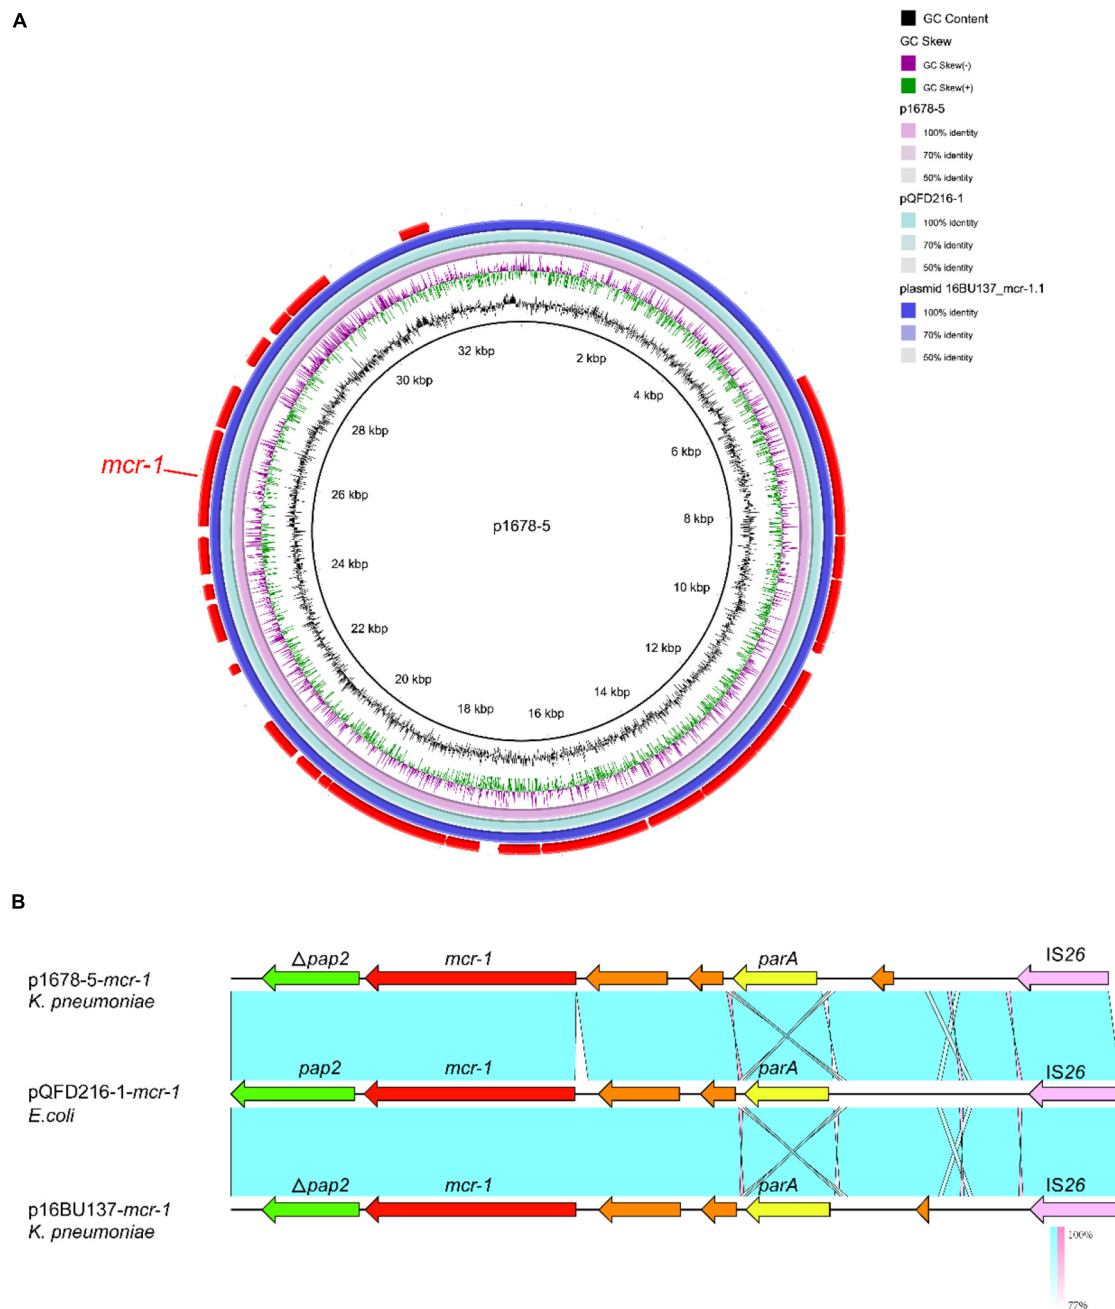 A
GC Content
GC Skew
GC Skew(-)
GC Skew(+)
p1678-5
100% identity
70% identity
50% identity
pQFD216-1
100% identity
70% identity
50% identity
plasmid 16BU137_mcr-1.1
100% identity
70% identity
50% identity
mcr-1
p1678-5
2 kbp
4 kbp
6 kbp
8 kbp
10 kbp
12 kbp
14 kbp
16 kbp
18 kbp
20 kbp
22 kbp
24 kbp
26 kbp
28 kbp
30 kbp
32 kbp
B
p1678-5-mcr-1
K. pneumoniae
Δpap2 mcr-1 parA IS26
pQFD216-1-mcr-1
E.coli
pap2 mcr-1 parA IS26
p16BU137-mcr-1
K. pneumoniae
Δpap2 mcr-1 parA IS26
100%
77%